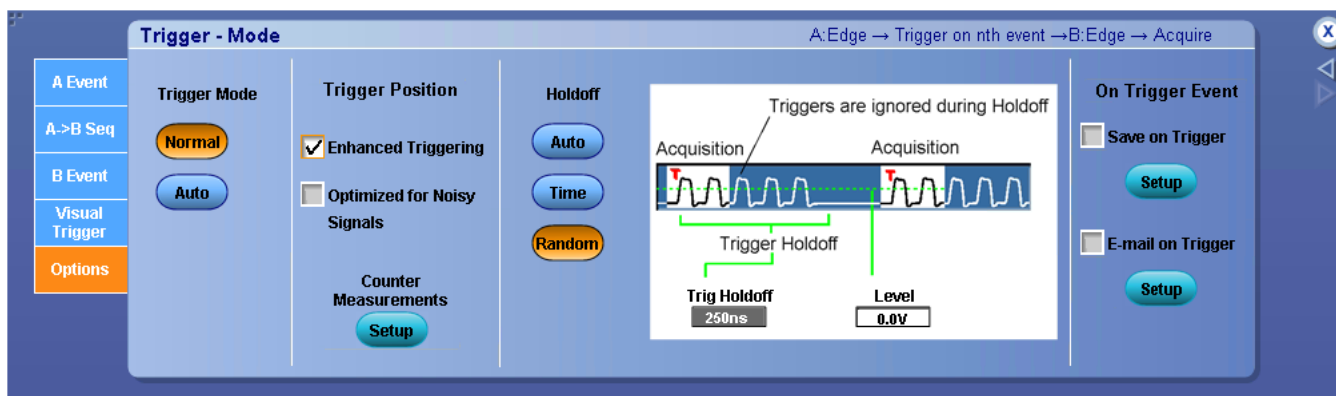 Trigger - Mode
A:Edge → Trigger on nth event →B:Edge → Acquire
X
A Event
A->B Seq
B Event
Visual
Trigger
Options
Trigger Mode
Normal
Auto
Trigger Position
Enhanced Triggering
Optimized for Noisy
Signals
Counter
Measurements
Setup
Holdoff
Auto
Time
Random
Triggers are ignored during Holdoff
Acquisition
Acquisition
T
T
Trigger Holdoff
Trig Holdoff
250ns
Level
0.0V
On Trigger Event
Save on Trigger
Setup
E-mail on Trigger
Setup